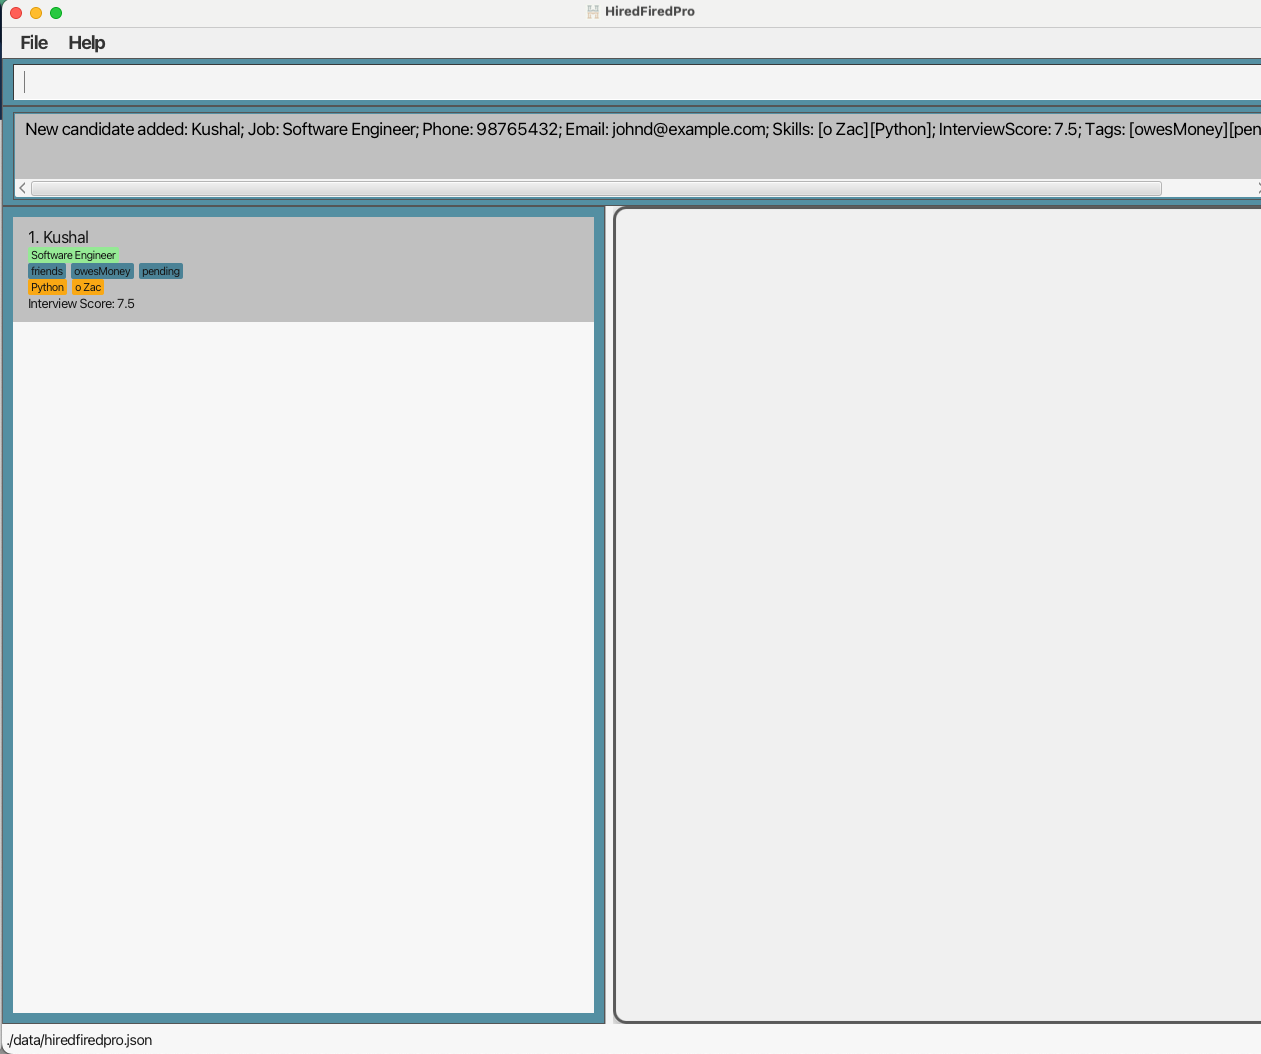 HiredFiredPro
File Help
New candidate added: Kushal; Job: Software Engineer; Phone: 98765432; Email: johnd@example.com; Skills: [o Zac][Python]; InterviewScore: 7.5; Tags: [owesMoney][pen
1. Kushal
Software Engineer
friends owesMoney pending
Python o Zac
Interview Score: 7.5
./data/hiredfiredpro.json